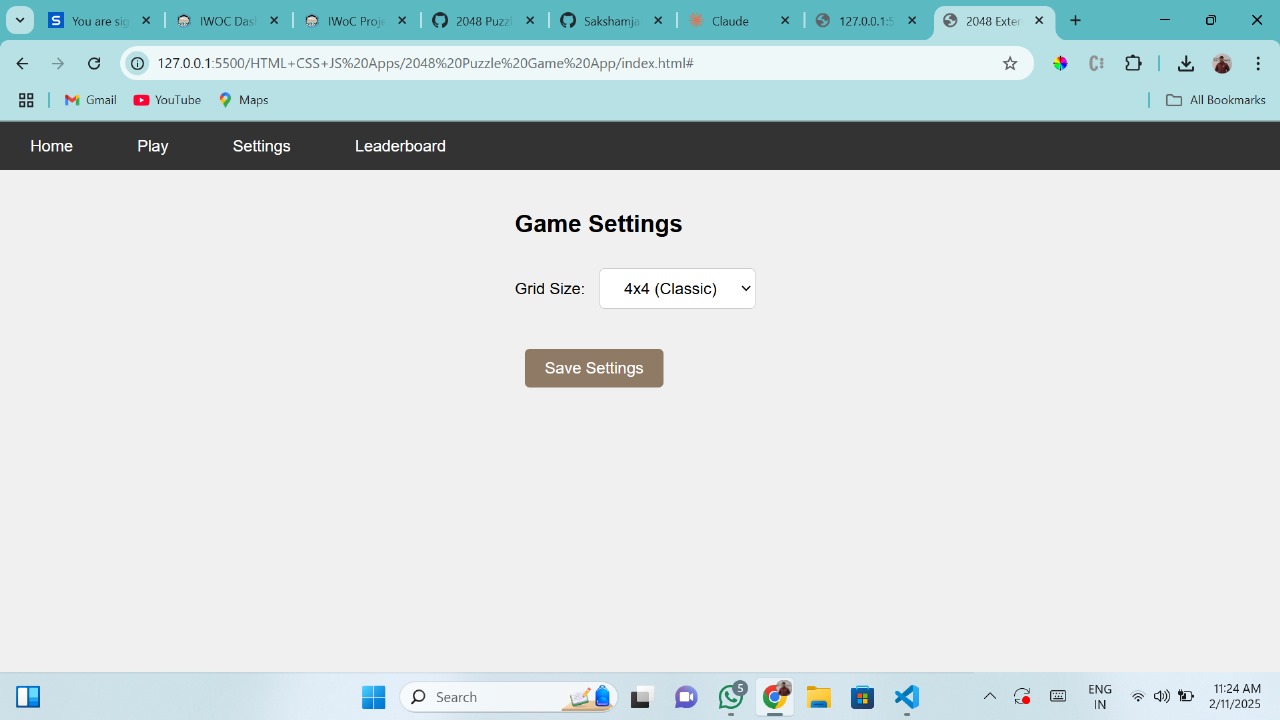 You are sig
IWOC Das
IWoC Proje
2048 Puzzl
Sakshamja
Claude
127.0.0.1:5
2048 Exten
127.0.0.1:5500/HTML+CSS+JS%20Apps/2048%20Puzzle%20Game%20App/index.html#
Gmail
YouTube
Maps
All Bookmarks
Home
Play
Settings
Leaderboard
Game Settings
Grid Size:
4x4 (Classic)
Save Settings
Search
5
ENG
IN
11:24 AM
2/11/2025